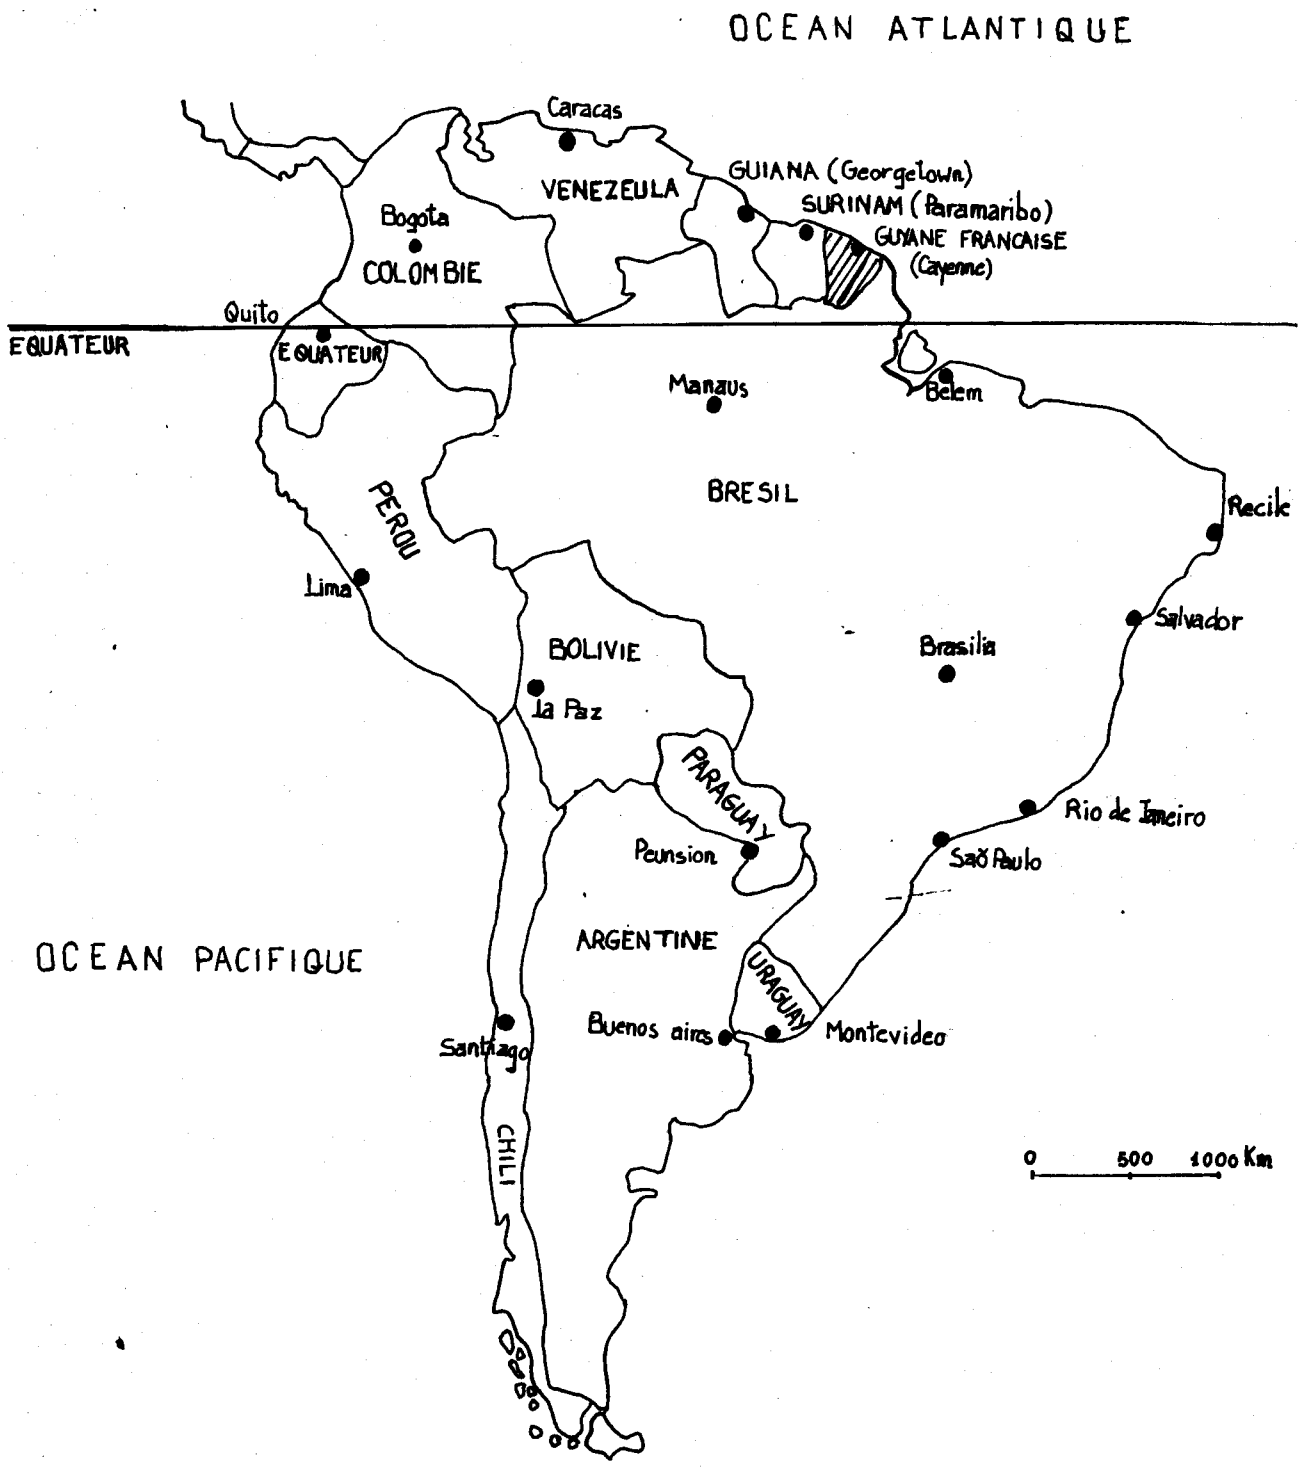 OCEAN ATLANTIQUE
Caracas
GUIANA (Georgetown)
VENEZEULA
SURINAM (Paramaribo)
Bogota
GUYANE FRANCAISE
(Cayenne)
COLOMBIE
Quito
EQUATEUR
EQUATEUR
Manaus
Belem
BRESIL
PEROU
Recile
Lima
Salvador
BOLIVIE
Brasilia
la Paz
PARAGUAY
Rio de Janeiro
Peunsion
Saõ Paulo
ARGENTINE
OCEAN PACIFIQUE
URAGUAY
Buenos aires
Montevideo
Santiago
CHILI
0 500 1000 Km